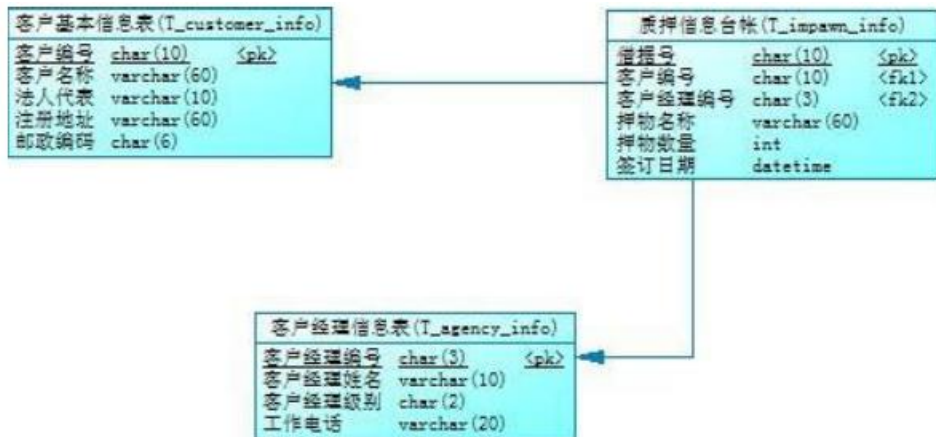 客户基本信息表(T_customer_info)
客户编号 char(10) <pk>
客户名称 varchar(60)
法人代表 varchar(10)
注册地址 varchar(60)
邮政编码 char(6)
质押信息台帐(T_impawn_info)
借据号 char(10) <pk>
客户编号 char(10) <fk1>
客户经理编号 char(3) <fk2>
押物名称 varchar(60)
押物数量 int
签订日期 datetime
客户经理信息表(T_agency_info)
客户经理编号 char(3) <pk>
客户经理姓名 varchar(10)
客户经理级别 char(2)
工作电话 varchar(20)